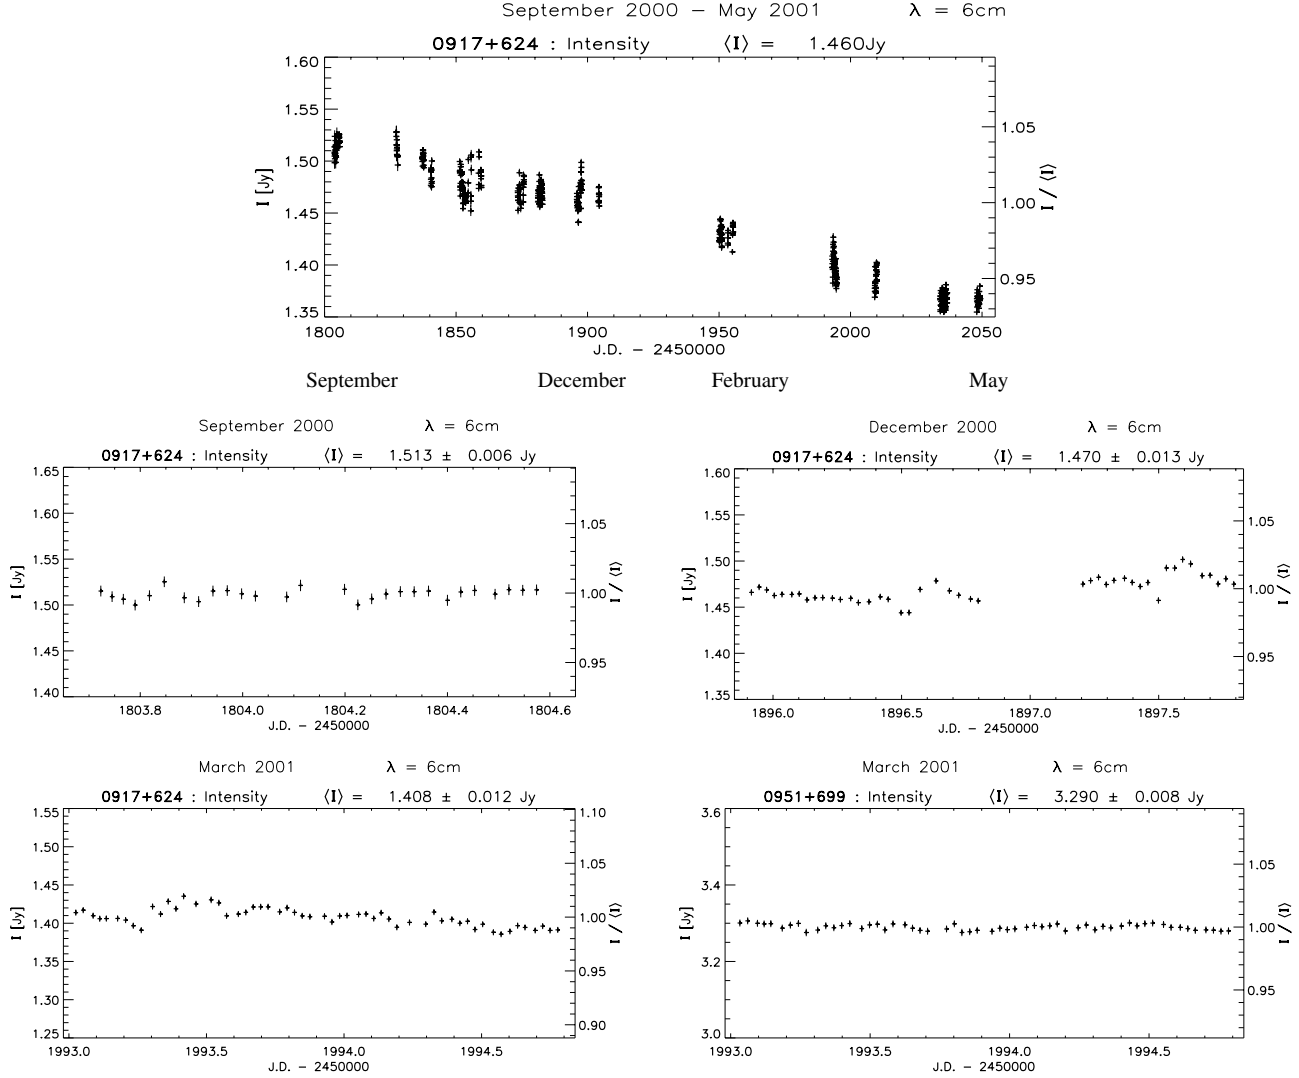 September 2000 − May 2001 λ = 6cm
0917+624 : Intensity ⟨I⟩ = 1.460Jy
1.60
1.55
1.50
1.45
1.40
1.35
I [Jy]
1.05
1.00
0.95
I / ⟨I⟩
1800 1850 1900 1950 2000 2050
J.D. − 2450000
September December February May
September 2000 λ = 6cm
0917+624 : Intensity ⟨I⟩ = 1.513 ± 0.006 Jy
1.65
1.60
1.55
1.50
1.45
1.40
I [Jy]
1.05
1.00
0.95
I / ⟨I⟩
1803.8 1804.0 1804.2 1804.4 1804.6
J.D. − 2450000
December 2000 λ = 6cm
0917+624 : Intensity ⟨I⟩ = 1.470 ± 0.013 Jy
1.60
1.55
1.50
1.45
1.40
1.35
I [Jy]
1.05
1.00
0.95
I / ⟨I⟩
1896.0 1896.5 1897.0 1897.5
J.D. − 2450000
March 2001 λ = 6cm
0917+624 : Intensity ⟨I⟩ = 1.408 ± 0.012 Jy
1.55
1.50
1.45
1.40
1.35
1.30
1.25
I [Jy]
1.10
1.05
1.00
0.95
0.90
I / ⟨I⟩
1993.0 1993.5 1994.0 1994.5
J.D. − 2450000
March 2001 λ = 6cm
0951+699 : Intensity ⟨I⟩ = 3.290 ± 0.008 Jy
3.6
3.4
3.2
3.0
I [Jy]
1.05
1.00
0.95
I / ⟨I⟩
1993.0 1993.5 1994.0 1994.5
J.D. − 2450000